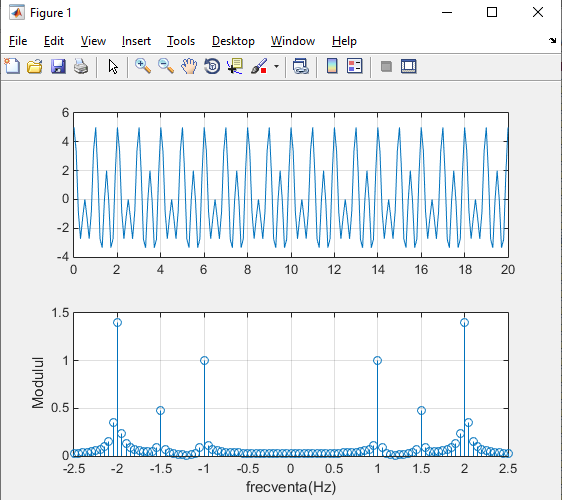 Figure 1
File Edit View Insert Tools Desktop Window Help
6
4
2
0
-2
-4
0 2 4 6 8 10 12 14 16 18 20
1.5
1
0.5
0
Modulul
-2.5 -2 -1.5 -1 -0.5 0 0.5 1 1.5 2 2.5
frecventa(Hz)